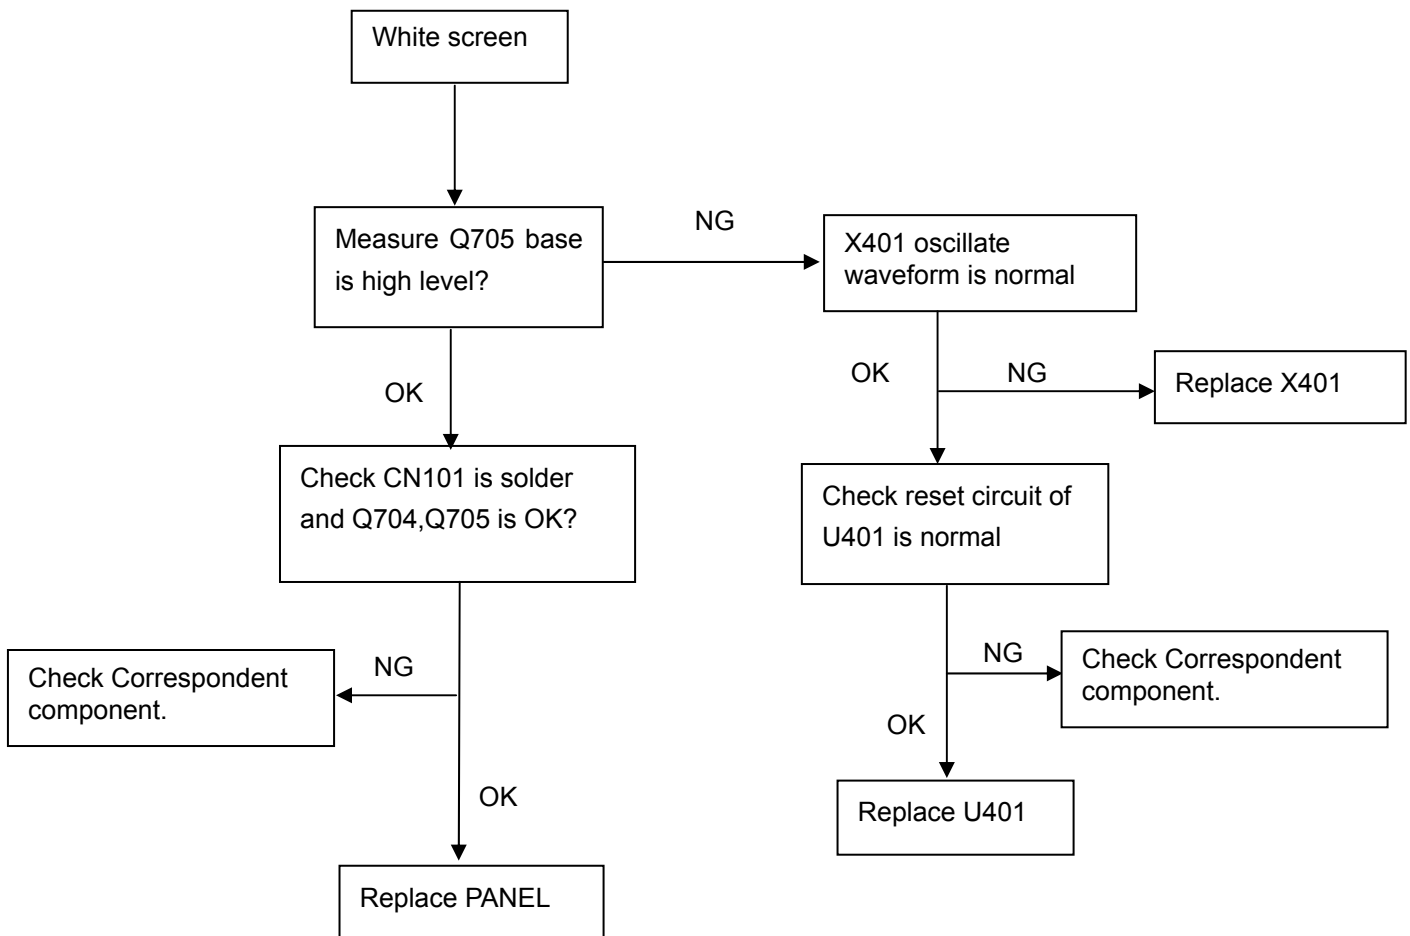 White screen
Measure Q705 base
is high level?
NG
X401 oscillate
waveform is normal
OK
OK
NG
Replace X401
Check CN101 is solder
and Q704,Q705 is OK?
Check reset circuit of
U401 is normal
NG
Check Correspondent
component.
NG
Check Correspondent
component.
OK
OK
Replace U401
Replace PANEL